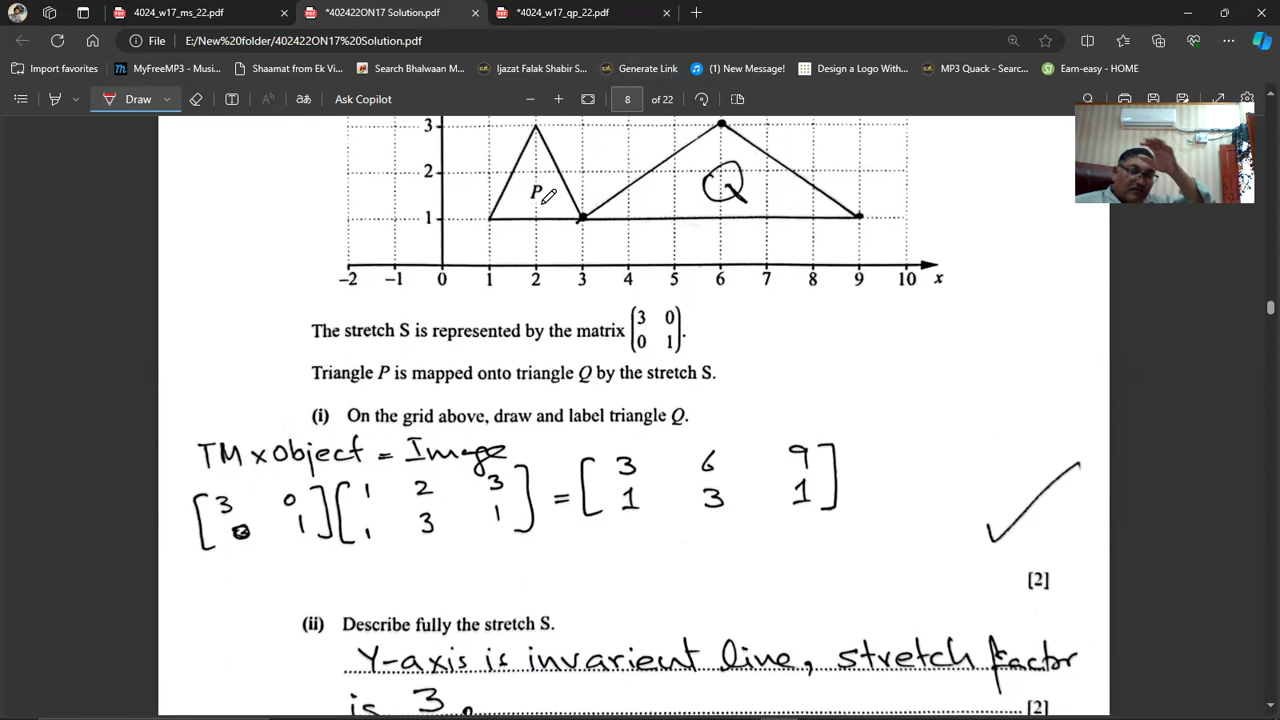 4024_w17_ms_22.pdf
*402422ON17 Solution.pdf
*4024_w17_qp_22.pdf
File
E:/New%20folder/402422ON17%20Solution.pdf
Import favorites
MyFreeMP3 - Musi...
Shaamat from Ek Vi...
Search Bhalwaan M...
Ijazat Falak Shabir S...
Generate Link
(1) New Message!
Design a Logo With...
MP3 Quack - Searc...
Earn-easy - HOME
Draw
Ask Copilot
8 of 22
3
2
1
P
Q
-2 -1 0 1 2 3 4 5 6 7 8 9 10 x
The stretch S is represented by the matrix (3 0
0 1).
Triangle P is mapped onto triangle Q by the stretch S.
(i) On the grid above, draw and label triangle Q.
TM x Object = Image
[3 0 [1 2 3 = [3 6 9
0 1] 1 3 1] 1 3 1]
[2]
(ii) Describe fully the stretch S.
Y-axis is invarient line, stretch factor
is 3.
[2]